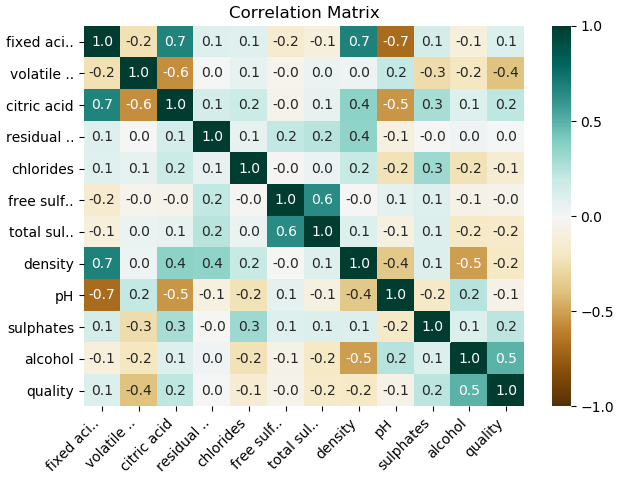 Correlation Matrix
fixed aci.. 1.0 -0.2 0.7 0.1 0.1 -0.2 -0.1 0.7 -0.7 0.1 -0.1 0.1
volatile .. -0.2 1.0 -0.6 0.0 0.1 -0.0 0.0 0.0 0.2 -0.3 -0.2 -0.4
citric acid 0.7 -0.6 1.0 0.1 0.2 -0.0 0.1 0.4 -0.5 0.3 0.1 0.2
residual .. 0.1 0.0 0.1 1.0 0.1 0.2 0.2 0.4 -0.1 -0.0 0.0 0.0
chlorides 0.1 0.1 0.2 0.1 1.0 -0.0 0.0 0.2 -0.2 0.3 -0.2 -0.1
free sulf.. -0.2 -0.0 -0.0 0.2 -0.0 1.0 0.6 -0.0 0.1 0.1 -0.1 -0.0
total sul.. -0.1 0.0 0.1 0.2 0.0 0.6 1.0 0.1 -0.1 0.1 -0.2 -0.2
density 0.7 0.0 0.4 0.4 0.2 -0.0 0.1 1.0 -0.4 0.1 -0.5 -0.2
pH -0.7 0.2 -0.5 -0.1 -0.2 0.1 -0.1 -0.4 1.0 -0.2 0.2 -0.1
sulphates 0.1 -0.3 0.3 -0.0 0.3 0.1 0.1 0.1 -0.2 1.0 0.1 0.2
alcohol -0.1 -0.2 0.1 0.0 -0.2 -0.1 -0.2 -0.5 0.2 0.1 1.0 0.5
quality 0.1 -0.4 0.2 0.0 -0.1 -0.0 -0.2 -0.2 -0.1 0.2 0.5 1.0
fixed aci.. volatile .. citric acid residual .. chlorides free sulf.. total sul.. density pH sulphates alcohol quality
1.0
0.5
0.0
−0.5
−1.0